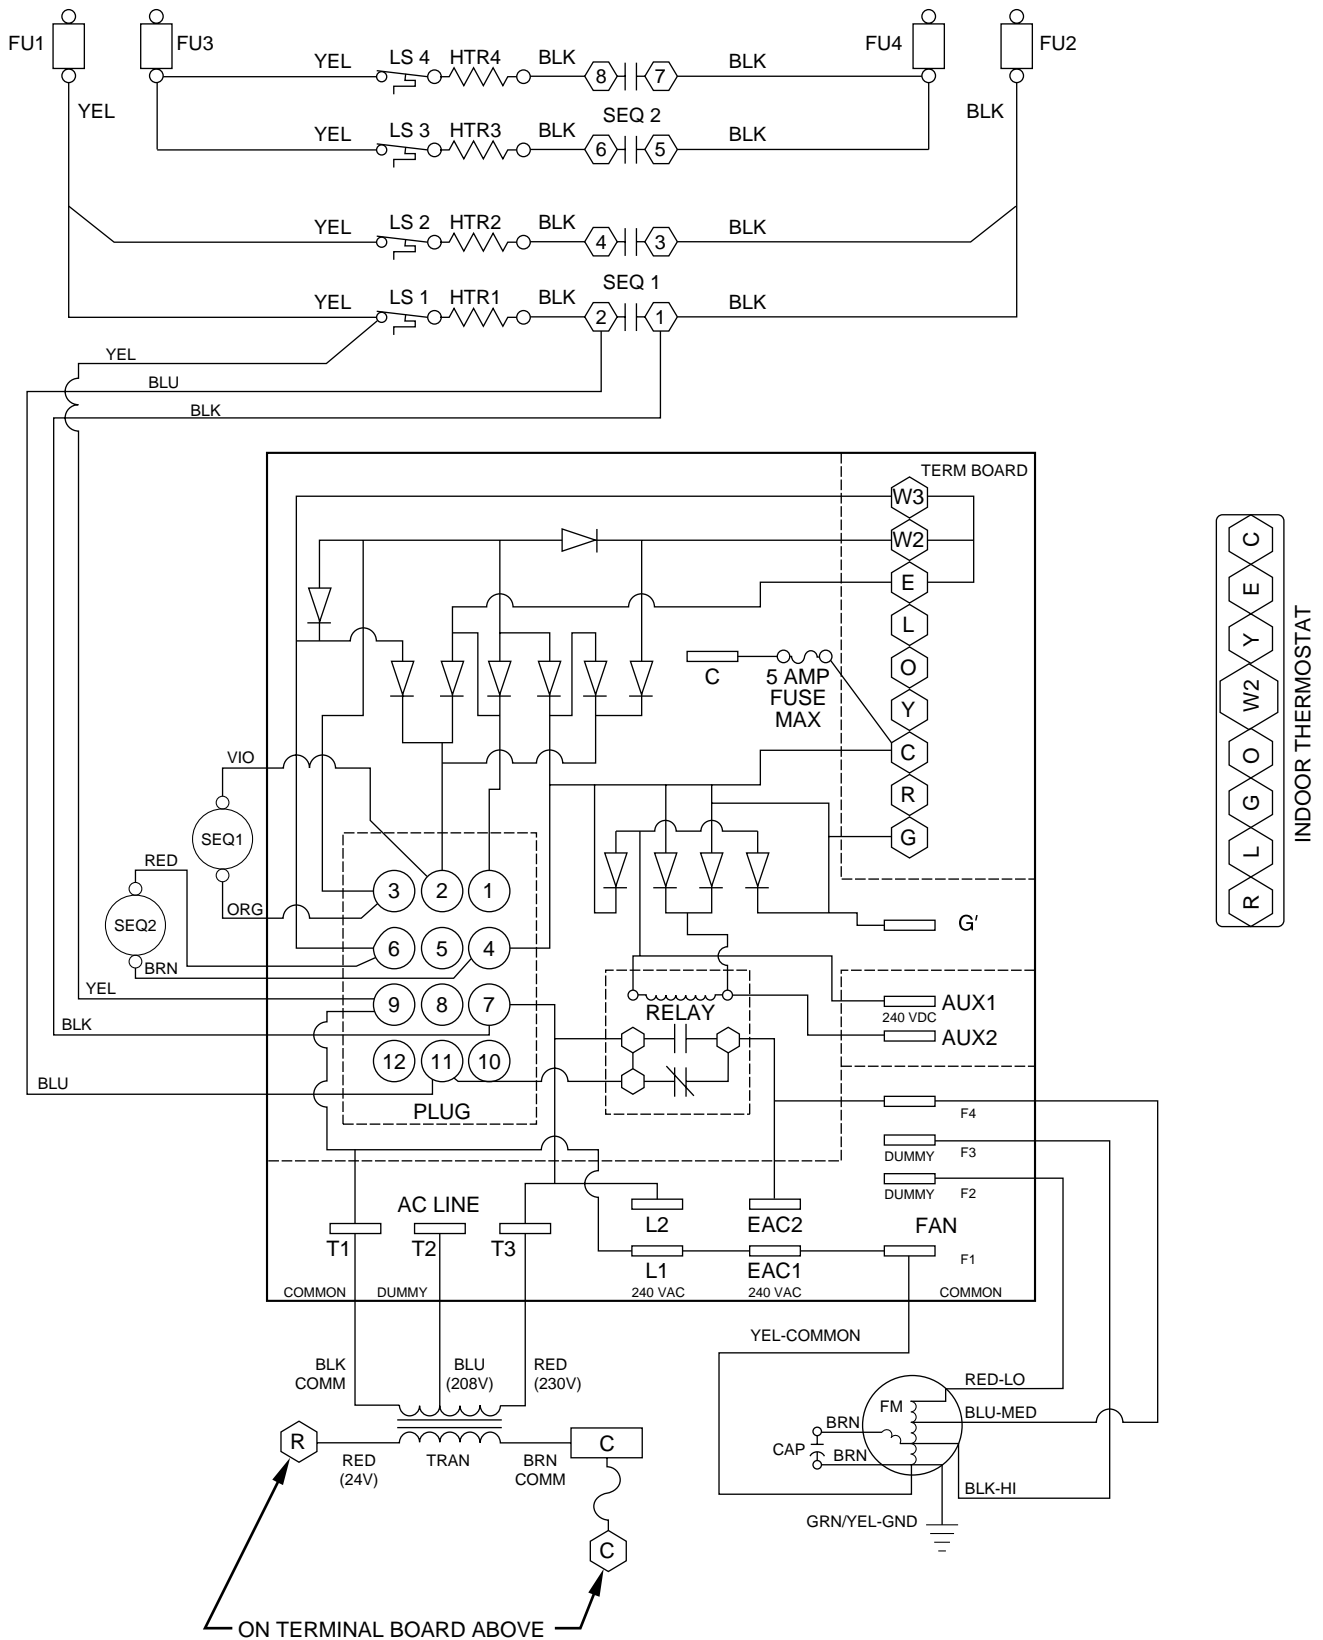 FU1
FU3
YEL
LS 4
HTR4
BLK
8
7
BLK
FU4
FU2
YEL
BLK
SEQ 2
YEL
LS 3
HTR3
BLK
6
5
BLK
YEL
LS 2
HTR2
BLK
4
3
BLK
SEQ 1
YEL
LS 1
HTR1
BLK
2
1
BLK
YEL
BLU
BLK
TERM BOARD
W3
W2
E
L
O
Y
C
R
G
C
5 AMP
FUSE
MAX
VIO
SEQ1
RED
ORG
SEQ2
BRN
YEL
BLK
BLU
3
2
1
6
5
4
9
8
7
12
11
10
PLUG
RELAY
G'
AUX1
240 VDC
AUX2
F4
DUMMY
F3
DUMMY
F2
FAN
F1
COMMON
AC LINE
T1
T2
T3
COMMON
DUMMY
L2
EAC2
L1
240 VAC
EAC1
240 VAC
BLK
COMM
BLU
(208V)
RED
(230V)
R
RED
(24V)
TRAN
BRN
COMM
C
C
ON TERMINAL BOARD ABOVE
YEL-COMMON
RED-LO
FM
BLU-MED
BRN
CAP
BRN
BLK-HI
GRN/YEL-GND
R
L
G
O
W2
Y
E
C
INDOOR THERMOSTAT